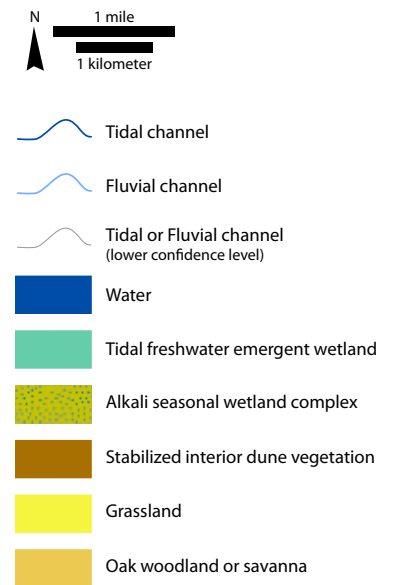 N
1 mile
1 kilometer
Tidal channel
Fluvial channel
Tidal or Fluvial channel
(lower confidence level)
Water
Tidal freshwater emergent wetland
Alkali seasonal wetland complex
Stabilized interior dune vegetation
Grassland
Oak woodland or savanna